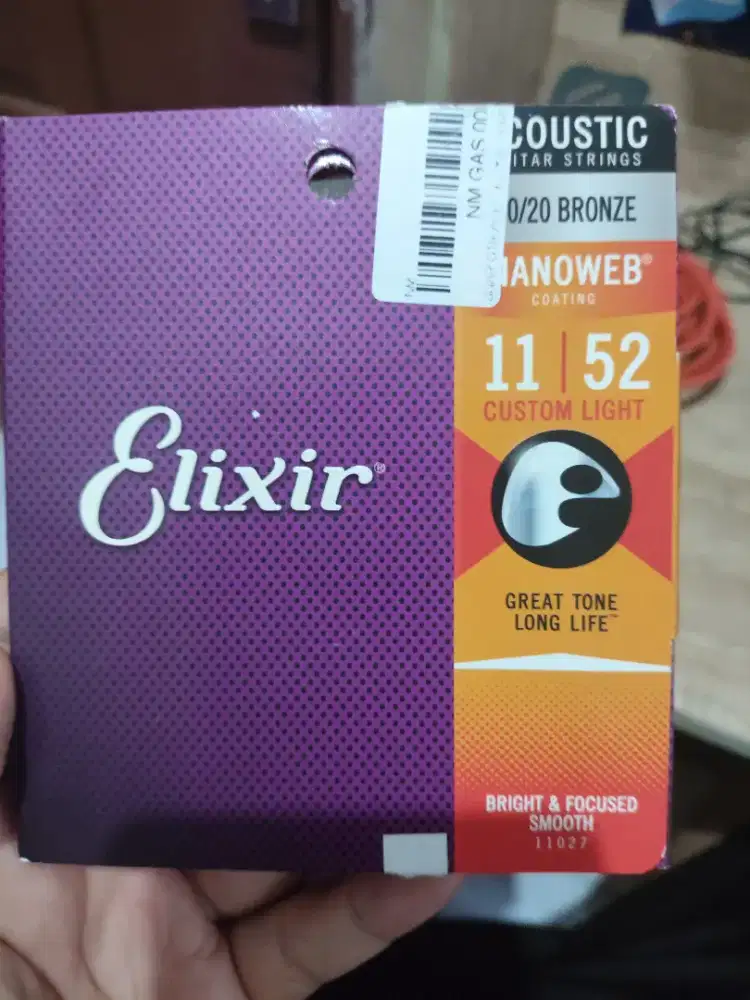 Elixir®
NM GAS 00
COUSTIC
ITAR STRINGS
0/20 BRONZE
ANOWEB®
COATING
11 | 52
CUSTOM LIGHT
GREAT TONE
LONG LIFE™
BRIGHT & FOCUSED
SMOOTH
11027